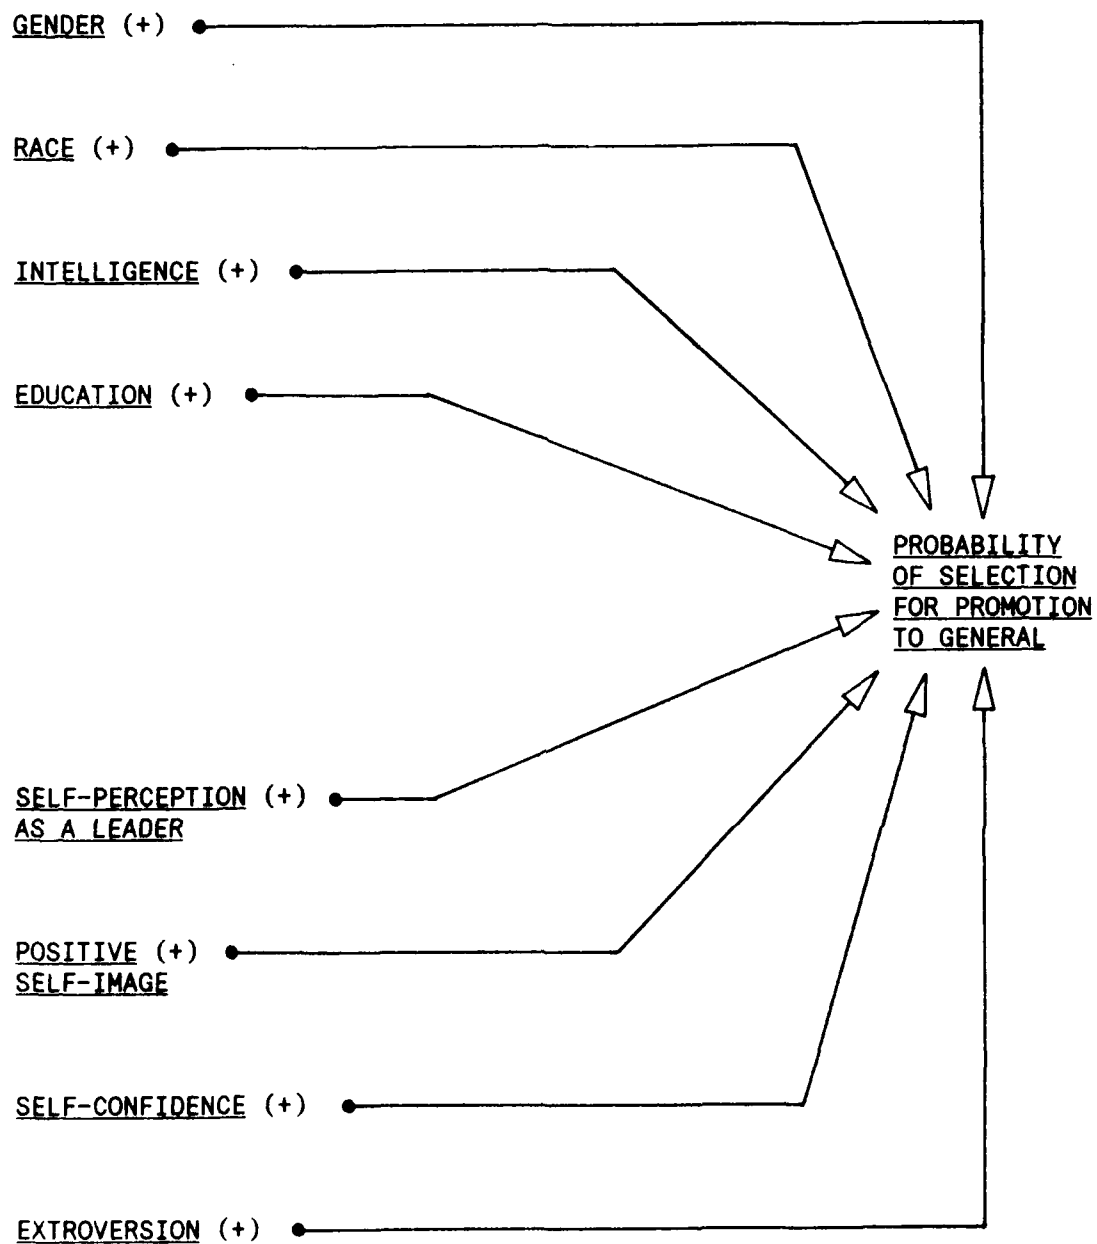 GENDER (+)
RACE (+)
INTELLIGENCE (+)
EDUCATION (+)
PROBABILITY
OF SELECTION
FOR PROMOTION
TO GENERAL
SELF-PERCEPTION (+)
AS A LEADER
POSITIVE (+)
SELF-IMAGE
SELF-CONFIDENCE (+)
EXTROVERSION (+)